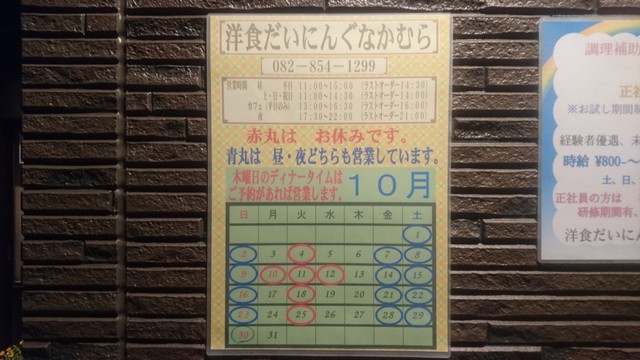 洋食だいにんぐなかむら
082-854-1299
営業時間 昼 平日 11:00～15:00 (ラストオーダー14:30)
土・日・祝日 11:00～14:30 (ラストオーダー14:00)
カフェ(平日のみ) 13:00～16:30 (ラストオーダー16:00)
夜 17:30～22:00 (ラストオーダー21:00)
赤丸は お休みです。
青丸は 昼・夜どちらも営業しています。
木曜日のディナータイムは
ご予約があれば営業します。
10月
日 月 火 水 木 金 土
1
2 3 4 5 6 7 8
9 10 11 12 13 14 15
16 17 18 19 20 21 22
23 24 25 26 27 28 29
30 31
調理補助
正社
※お試し期間
経験者優遇、未
時給 ¥800-～
土、日、
正社員の方は
研修期間有、
洋食だいに